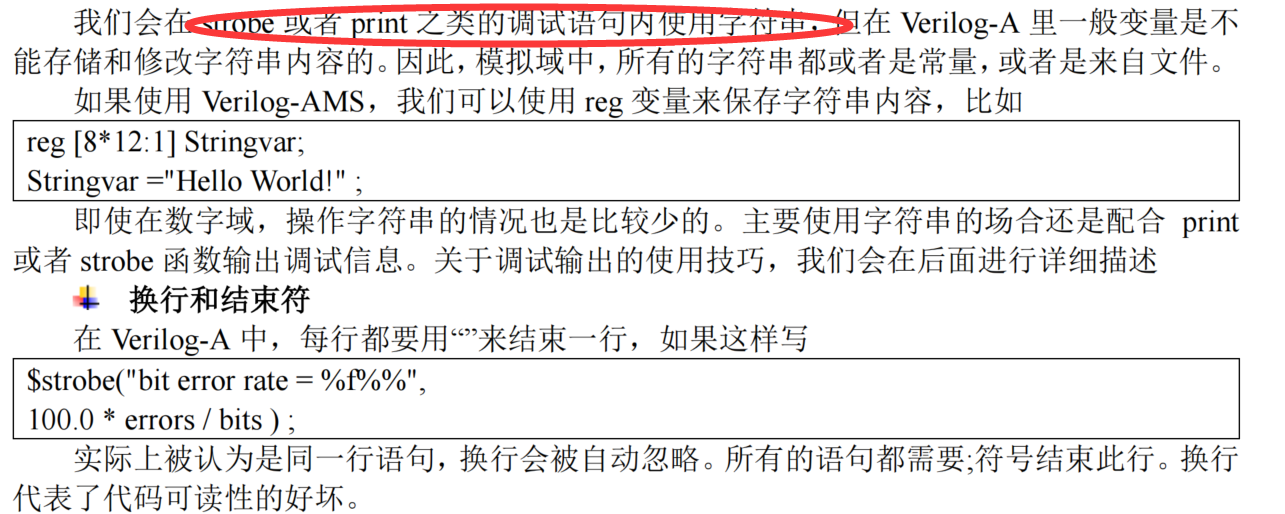 我们会在 strobe 或者 print 之类的调试语句内使用字符串，但在 Verilog-A 里一般变量是不
能存储和修改字符串内容的。因此，模拟域中，所有的字符串都或者是常量，或者是来自文件。
如果使用 Verilog-AMS，我们可以使用 reg 变量来保存字符串内容，比如
reg [8*12:1] Stringvar;
Stringvar ="Hello World!" ;
即使在数字域，操作字符串的情况也是比较少的。主要使用字符串的场合还是配合 print
或者 strobe 函数输出调试信息。关于调试输出的使用技巧，我们会在后面进行详细描述
换行和结束符
在 Verilog-A 中，每行都要用“”来结束一行，如果这样写
$strobe("bit error rate = %f%%",
100.0 * errors / bits ) ;
实际上被认为是同一行语句，换行会被自动忽略。所有的语句都需要;符号结束此行。换行
代表了代码可读性的好坏。